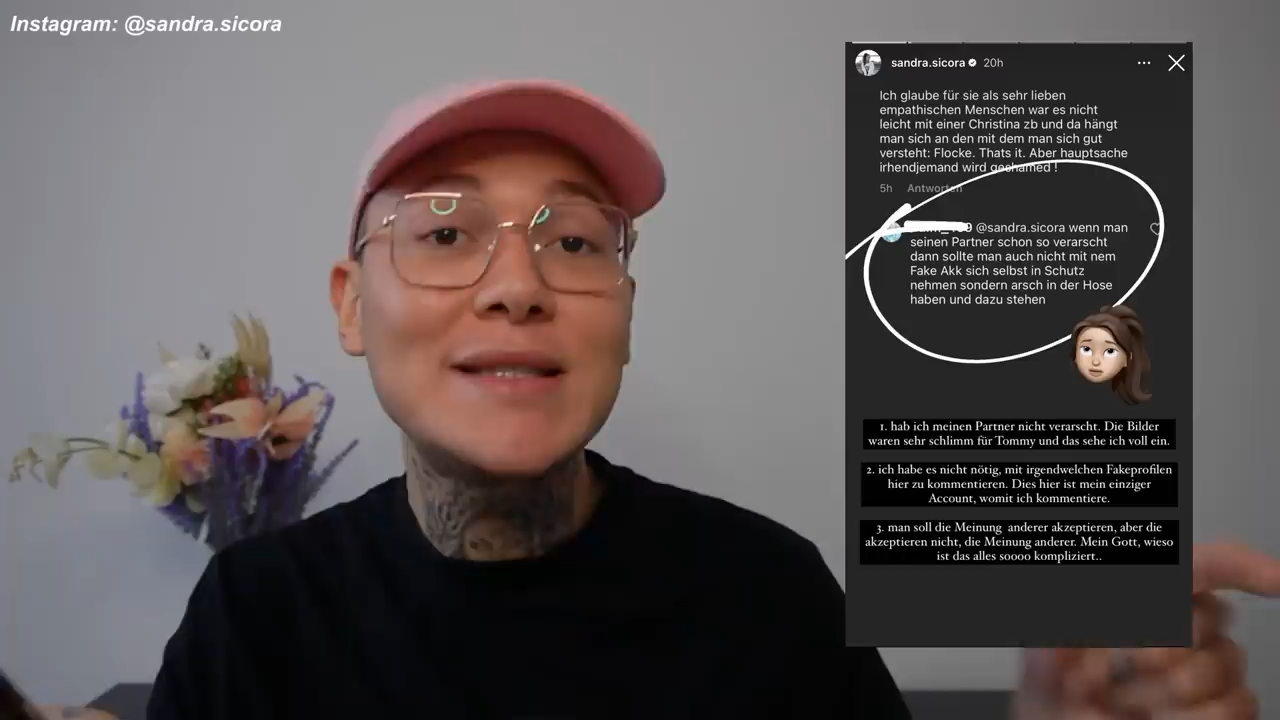 Instagram: @sandra.sicora
sandra.sicora 20h
Ich glaube für sie als sehr lieben
empathischen Menschen war es nicht
leicht mit einer Christina zb und da hängt
man sich an den mit dem man sich gut
versteht: Flocke. Thats it. Aber hauptsache
irhendjemand wird geshamed !
5h Antworten
@sandra.sicora wenn man
seinen Partner schon so verarscht
dann sollte man auch nicht mit nem
Fake Akk sich selbst in Schutz
nehmen sondern arsch in der Hose
haben und dazu stehen
1. hab ich meinen Partner nicht verarscht. Die Bilder
waren sehr schlimm für Tommy und das sehe ich voll ein.
2. ich habe es nicht nötig, mit irgendwelchen Fakeprofilen
hier zu kommentieren. Dies hier ist mein einziger
Account, womit ich kommentiere.
3. man soll die Meinung anderer akzeptieren, aber die
akzeptieren nicht, die Meinung anderer. Mein Gott, wieso
ist das alles soooo kompliziert..